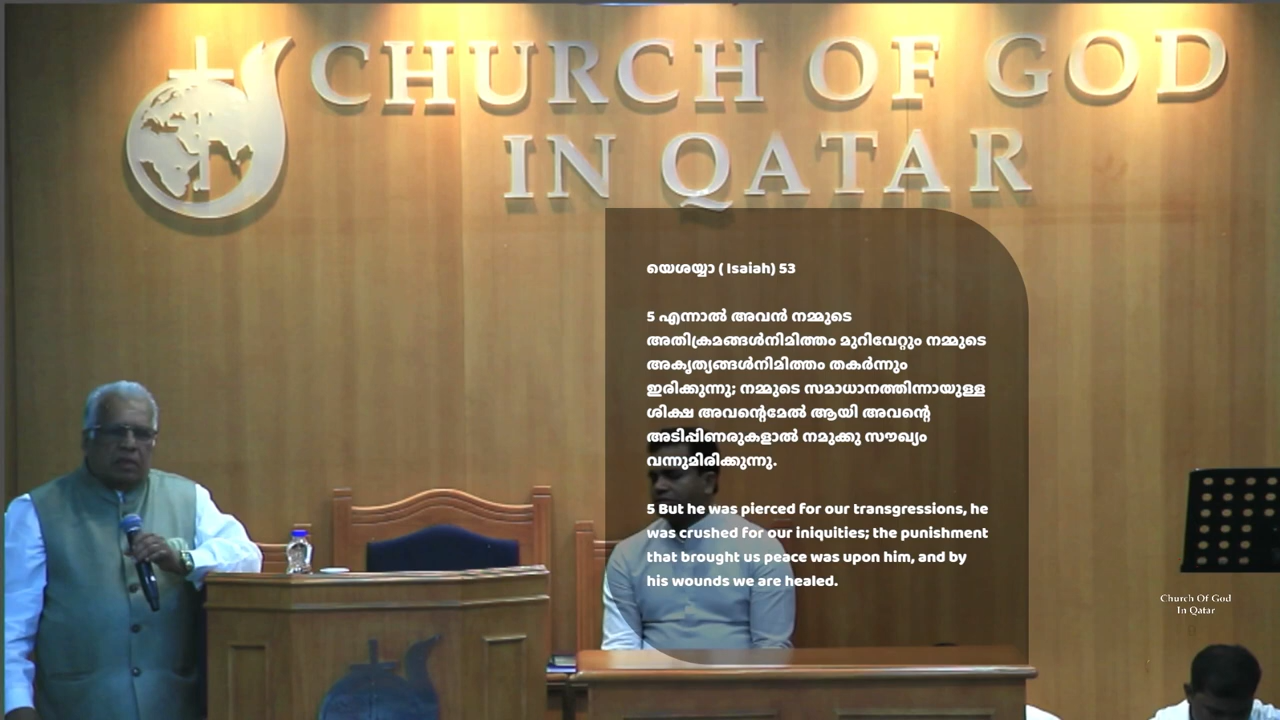 CHURCH OF GOD
IN QATAR
യെശയ്യാ ( Isaiah) 53
5 എന്നാൽ അവൻ നമ്മുടെ
അതിക്രമങ്ങൾനിമിത്തം മുറിവേറ്റും നമ്മുടെ
അകൃത്യങ്ങൾനിമിത്തം തകർന്നും
ഇരിക്കുന്നു; നമ്മുടെ സമാധാനത്തിന്നായുള്ള
ശിക്ഷ അവന്റെമേൽ ആയി അവന്റെ
അടിപ്പിണരുകളാൽ നമുക്കു സൗഖ്യം
വന്നുമിരിക്കുന്നു.
5 But he was pierced for our transgressions, he
was crushed for our iniquities; the punishment
that brought us peace was upon him, and by
his wounds we are healed.
Church Of God
In Qatar